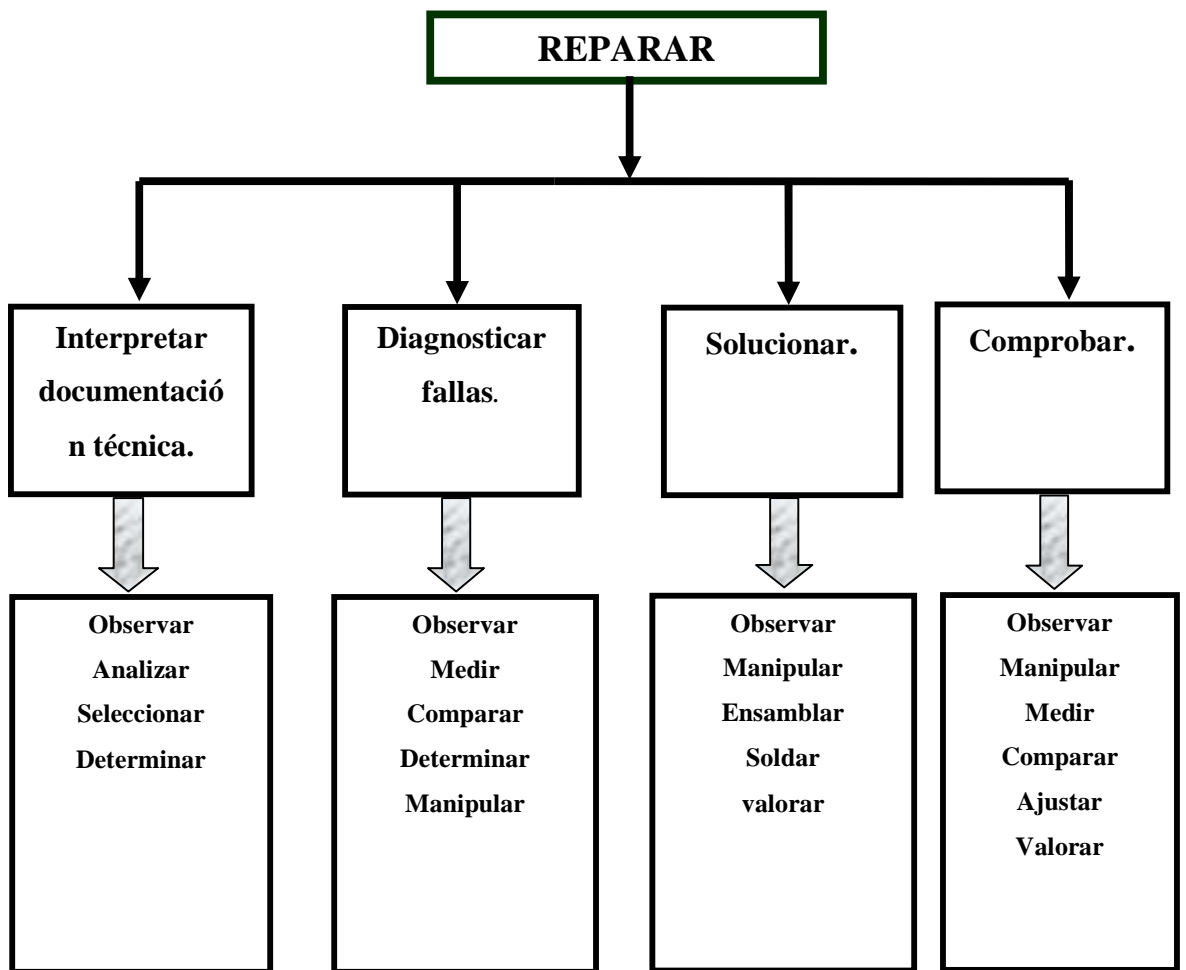 REPARAR
Interpretar
documentació
n técnica.
Diagnosticar
fallas.
Solucionar.
Comprobar.
Observar
Analizar
Seleccionar
Determinar
Observar
Medir
Comparar
Determinar
Manipular
Observar
Manipular
Ensamblar
Soldar
valorar
Observar
Manipular
Medir
Comparar
Ajustar
Valorar